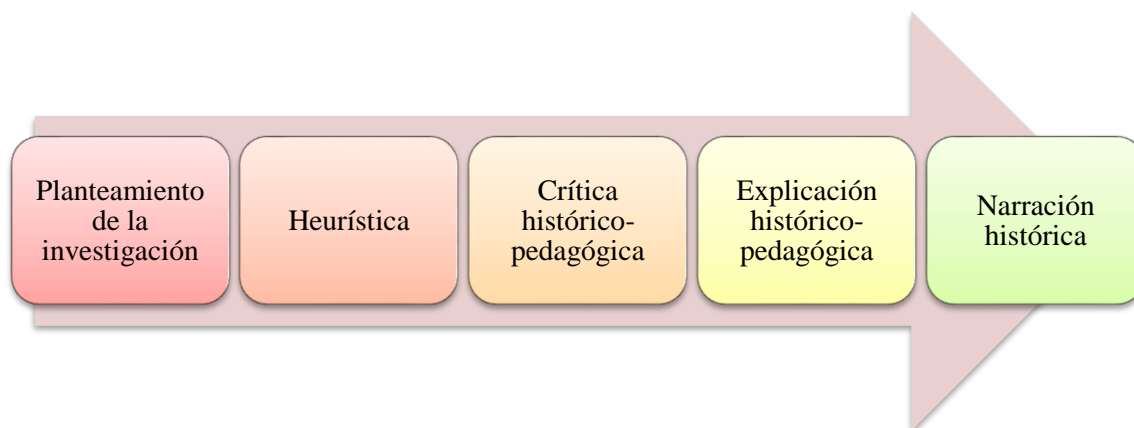 Planteamiento
de la
investigación
Heurística
Crítica
histórico-
pedagógica
Explicación
histórico-
pedagógica
Narración
histórica